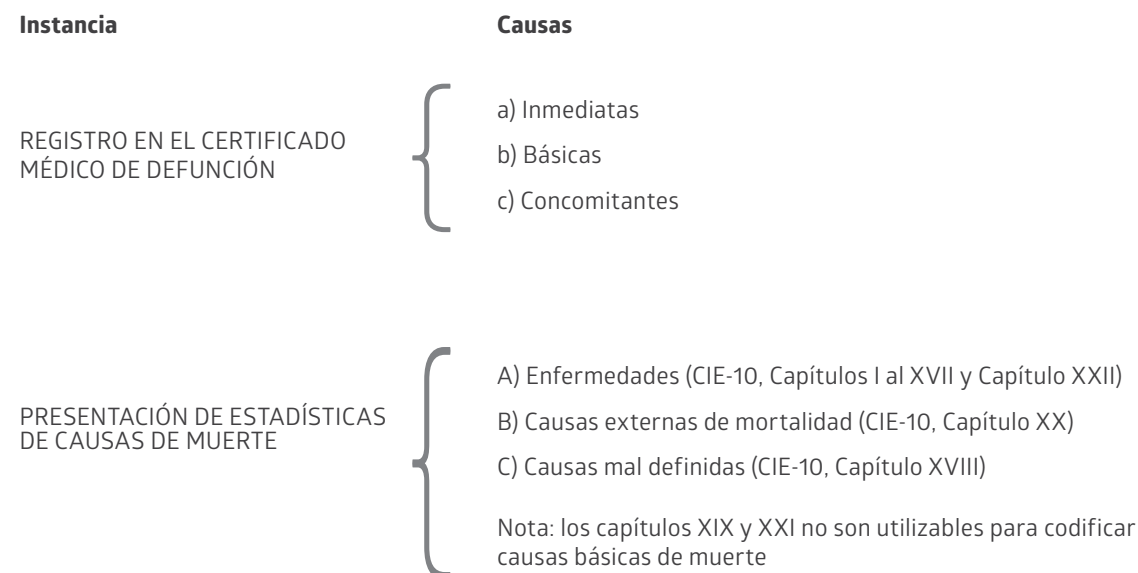 Instancia
Causas
REGISTRO EN EL CERTIFICADO
MÉDICO DE DEFUNCIÓN
a) Inmediatas
b) Básicas
c) Concomitantes
PRESENTACIÓN DE ESTADÍSTICAS
DE CAUSAS DE MUERTE
A) Enfermedades (CIE-10, Capítulos I al XVII y Capítulo XXII)
B) Causas externas de mortalidad (CIE-10, Capítulo XX)
C) Causas mal definidas (CIE-10, Capítulo XVIII)
Nota: los capítulos XIX y XXI no son utilizables para codificar
causas básicas de muerte